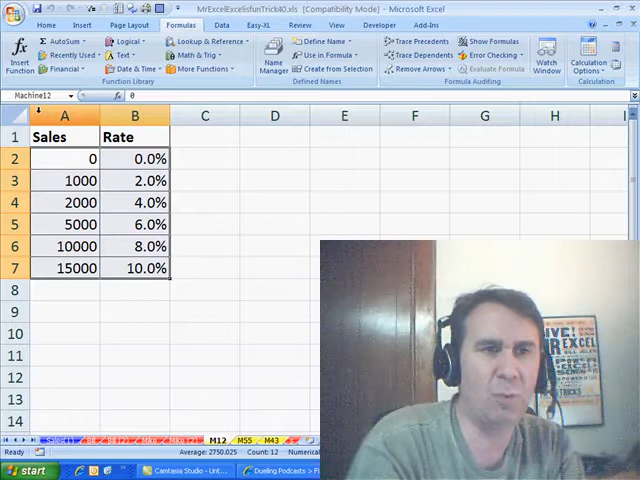 MrExcelExcelisfunTrick40.xls [Compatibility Mode] - Microsoft Excel
Home Insert Page Layout Formulas Data Easy-XL Review View Developer Add-Ins
Insert Function
AutoSum Logical Lookup & Reference
Recently Used Text Math & Trig
Financial Date & Time More Functions
Function Library
Name Manager
Define Name
Use in Formula
Create from Selection
Defined Names
Trace Precedents Show Formulas
Trace Dependents Error Checking
Remove Arrows Evaluate Formula
Formula Auditing
Watch Window
Calculation Options
Calculation
Machine12 0
A B C D E F G H I
1 Sales Rate
2 0 0.0%
3 1000 2.0%
4 2000 4.0%
5 5000 6.0%
6 10000 8.0%
7 15000 10.0%
8
9
10
11
12
13
14
M12 M55 M43
Ready Average: 2750.025 Count: 12 Numerical
start Camtasia Studio - Unt... Dueling Podcasts > Fi